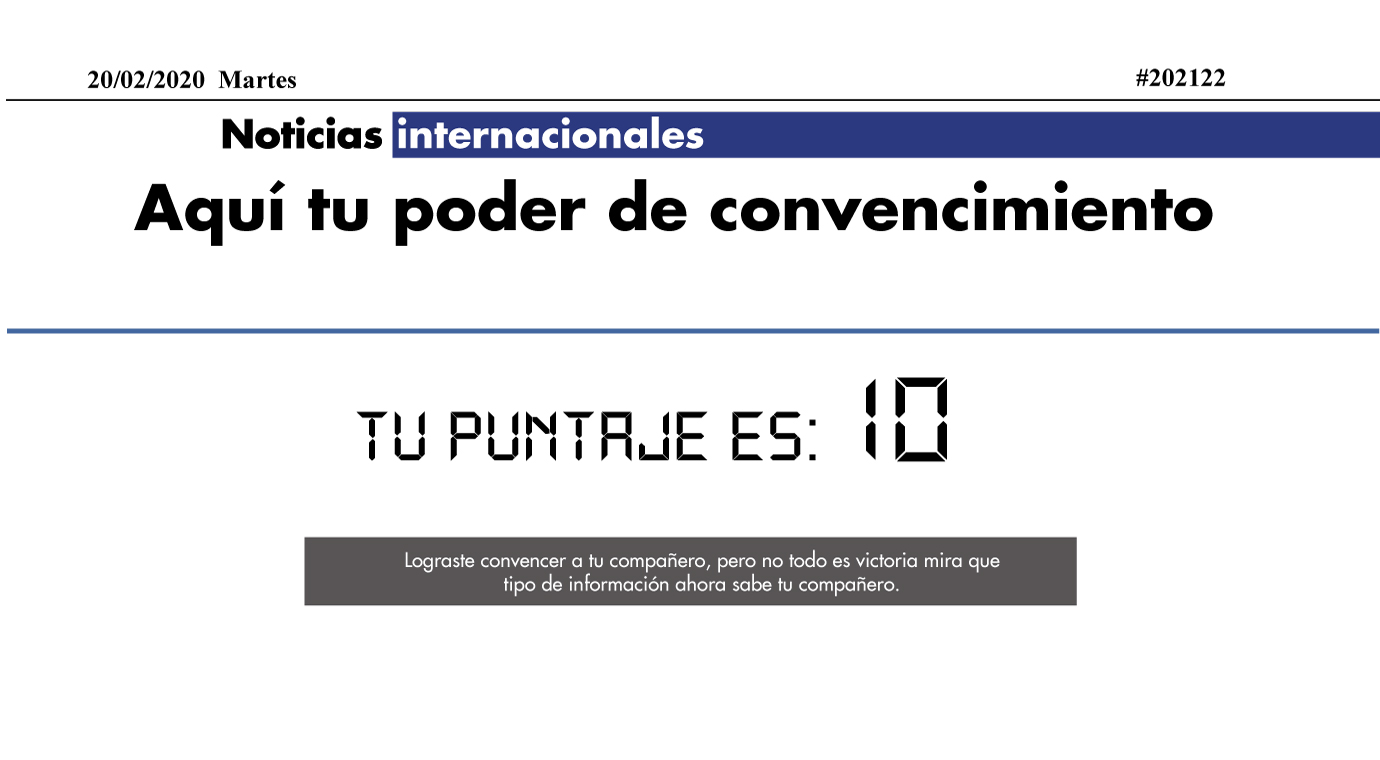 20/02/2020 Martes
#202122
Noticias internacionales
Aquí tu poder de convencimiento
TU PUNTAJE ES: 10
Lograste convencer a tu compañero, pero no todo es victoria mira que
tipo de información ahora sabe tu compañero.